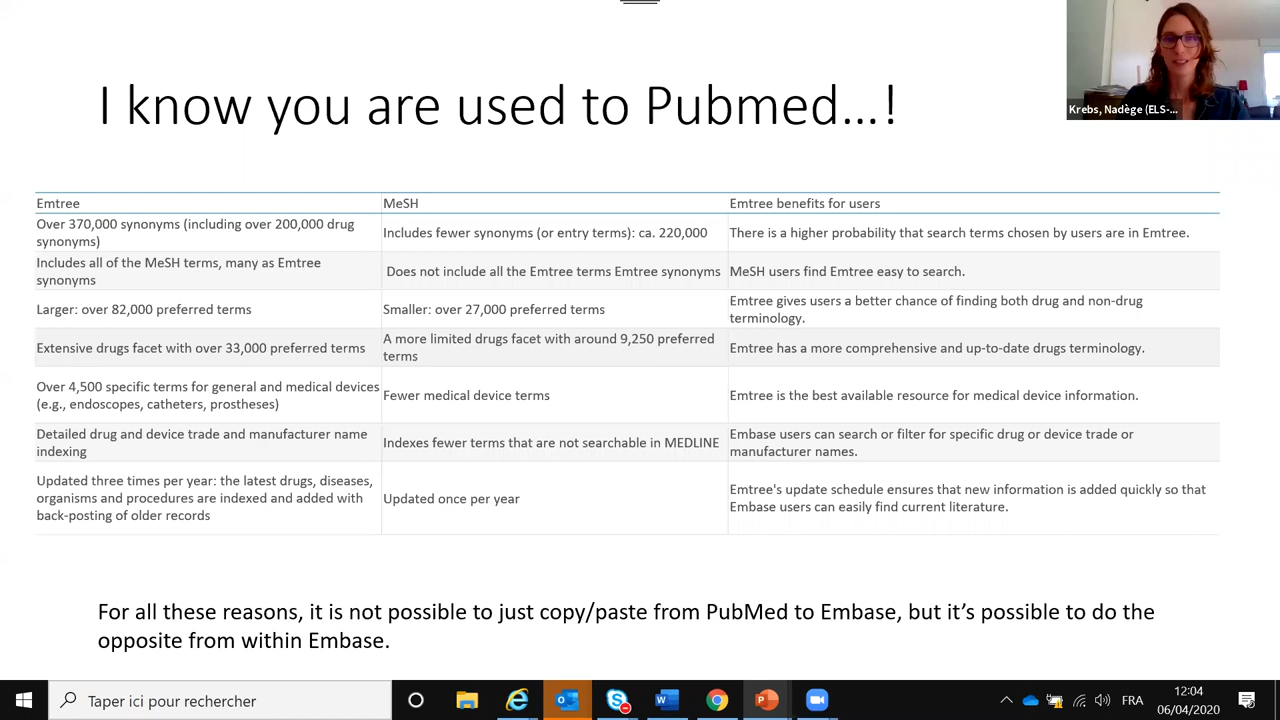 I know you are used to Pubmed...!
Krebs, Nadège (ELS-...
Emtree
MeSH
Emtree benefits for users
Over 370,000 synonyms (including over 200,000 drug
synonyms)
Includes fewer synonyms (or entry terms): ca. 220,000
There is a higher probability that search terms chosen by users are in Emtree.
Includes all of the MeSH terms, many as Emtree
synonyms
Does not include all the Emtree terms Emtree synonyms
MeSH users find Emtree easy to search.
Larger: over 82,000 preferred terms
Smaller: over 27,000 preferred terms
Emtree gives users a better chance of finding both drug and non-drug
terminology.
Extensive drugs facet with over 33,000 preferred terms
A more limited drugs facet with around 9,250 preferred
terms
Emtree has a more comprehensive and up-to-date drugs terminology.
Over 4,500 specific terms for general and medical devices
(e.g., endoscopes, catheters, prostheses)
Fewer medical device terms
Emtree is the best available resource for medical device information.
Detailed drug and device trade and manufacturer name
indexing
Indexes fewer terms that are not searchable in MEDLINE
Embase users can search or filter for specific drug or device trade or
manufacturer names.
Updated three times per year: the latest drugs, diseases,
organisms and procedures are indexed and added with
back-posting of older records
Updated once per year
Emtree's update schedule ensures that new information is added quickly so that
Embase users can easily find current literature.
For all these reasons, it is not possible to just copy/paste from PubMed to Embase, but it's possible to do the
opposite from within Embase.
Taper ici pour rechercher
FRA
12:04
06/04/2020